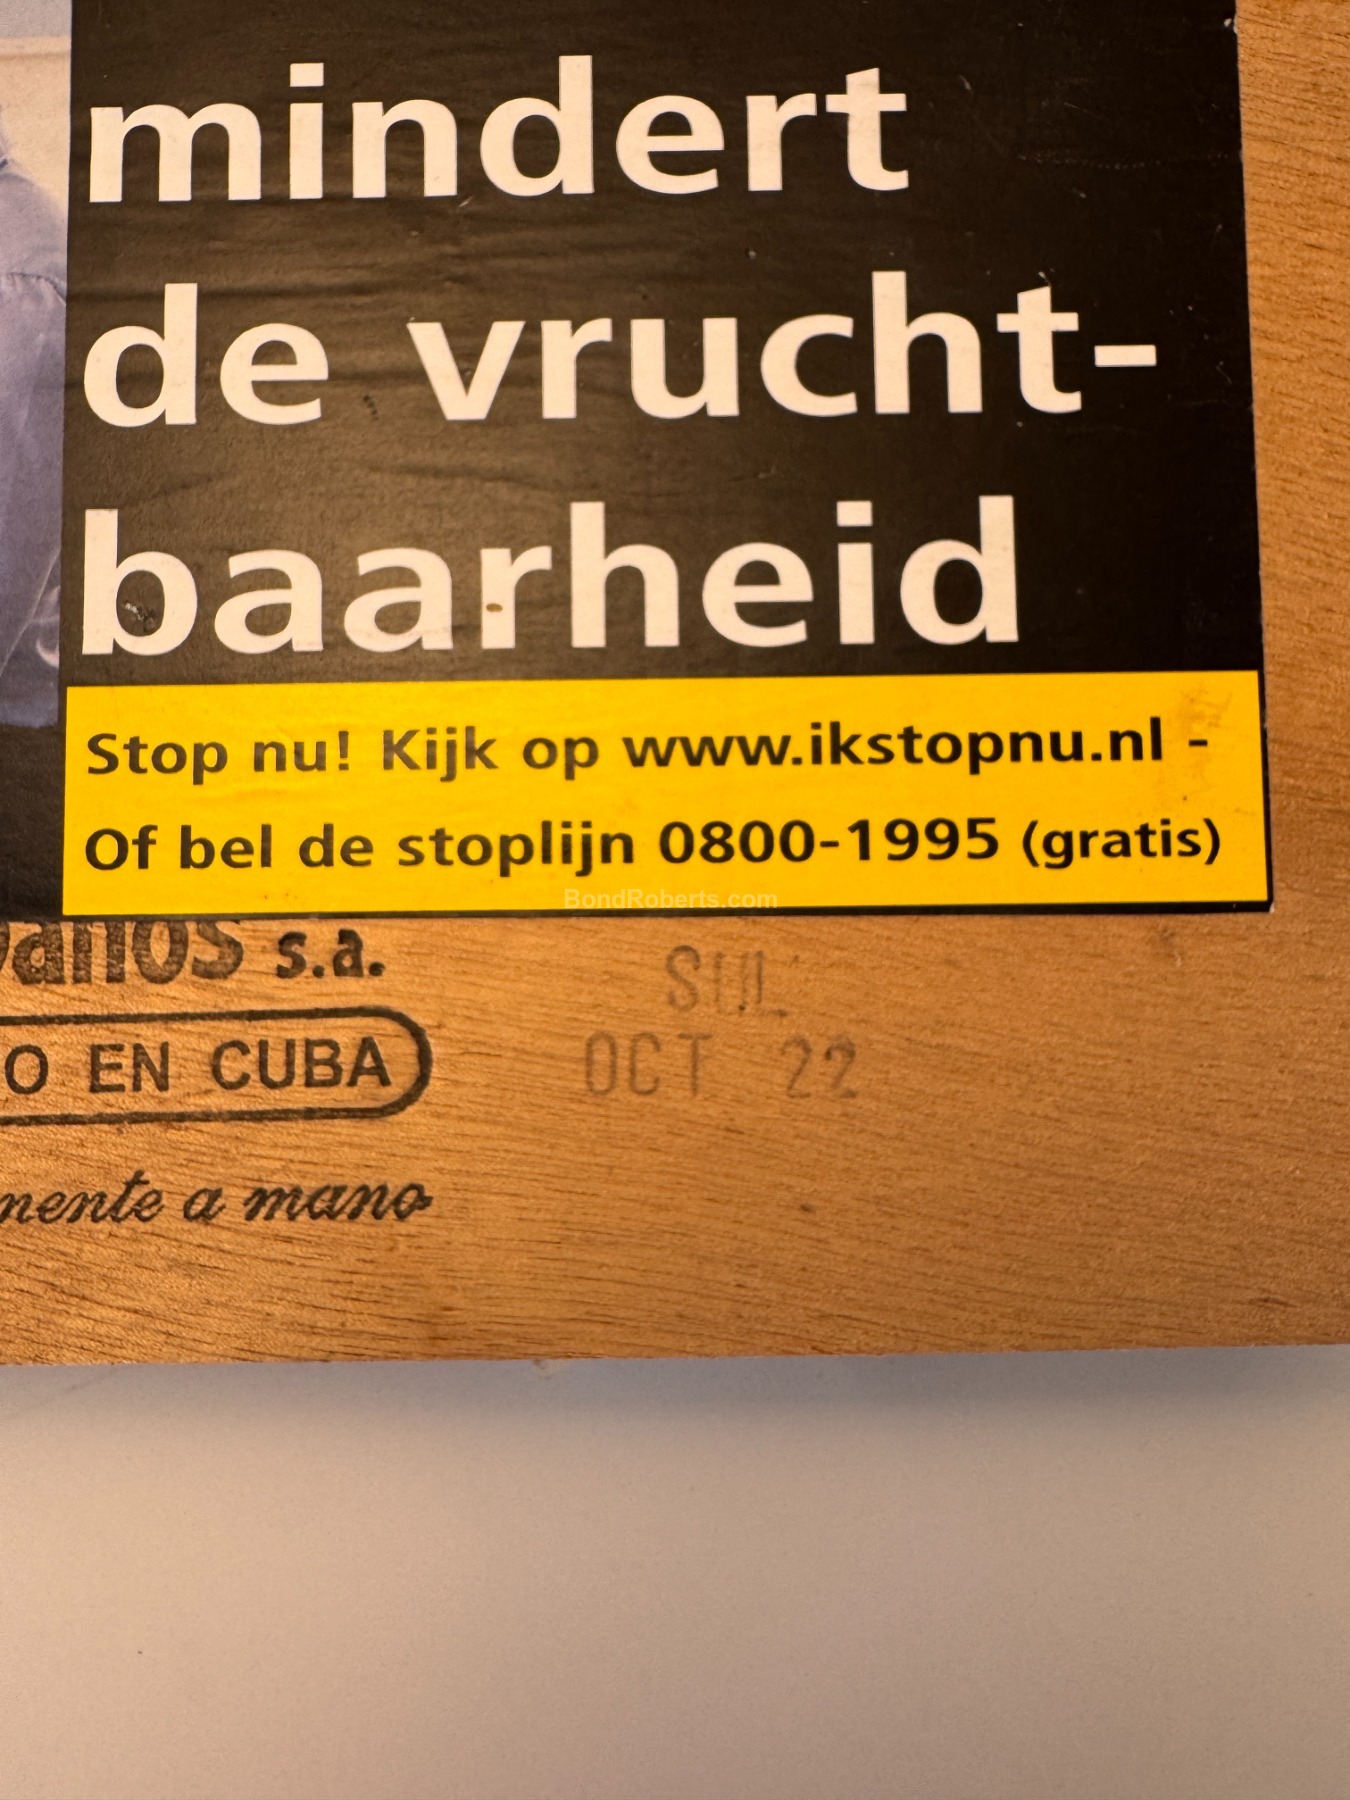 mindert
de vrucht-
baarheid
Stop nu! Kijk op www.ikstopnu.nl -
Of bel de stoplijn 0800-1995 (gratis)
BondRoberts.com
s.a.
O EN CUBA
mente a mano
OCT 22